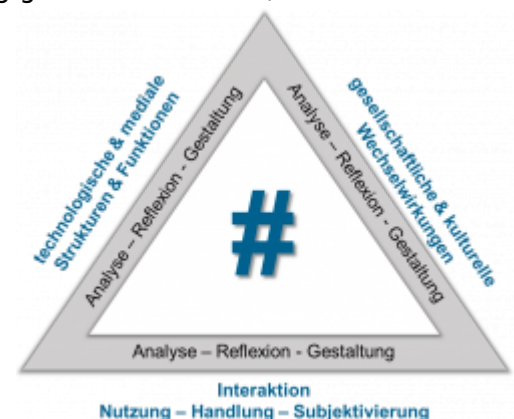 technologische & mediale
Strukturen & Funktionen
Analyse – Reflexion - Gestaltung
gesellschaftliche & kulturelle
Wechselwirkungen
Analyse – Reflexion - Gestaltung
#
Analyse – Reflexion - Gestaltung
Interaktion
Nutzung – Handlung – Subjektivierung